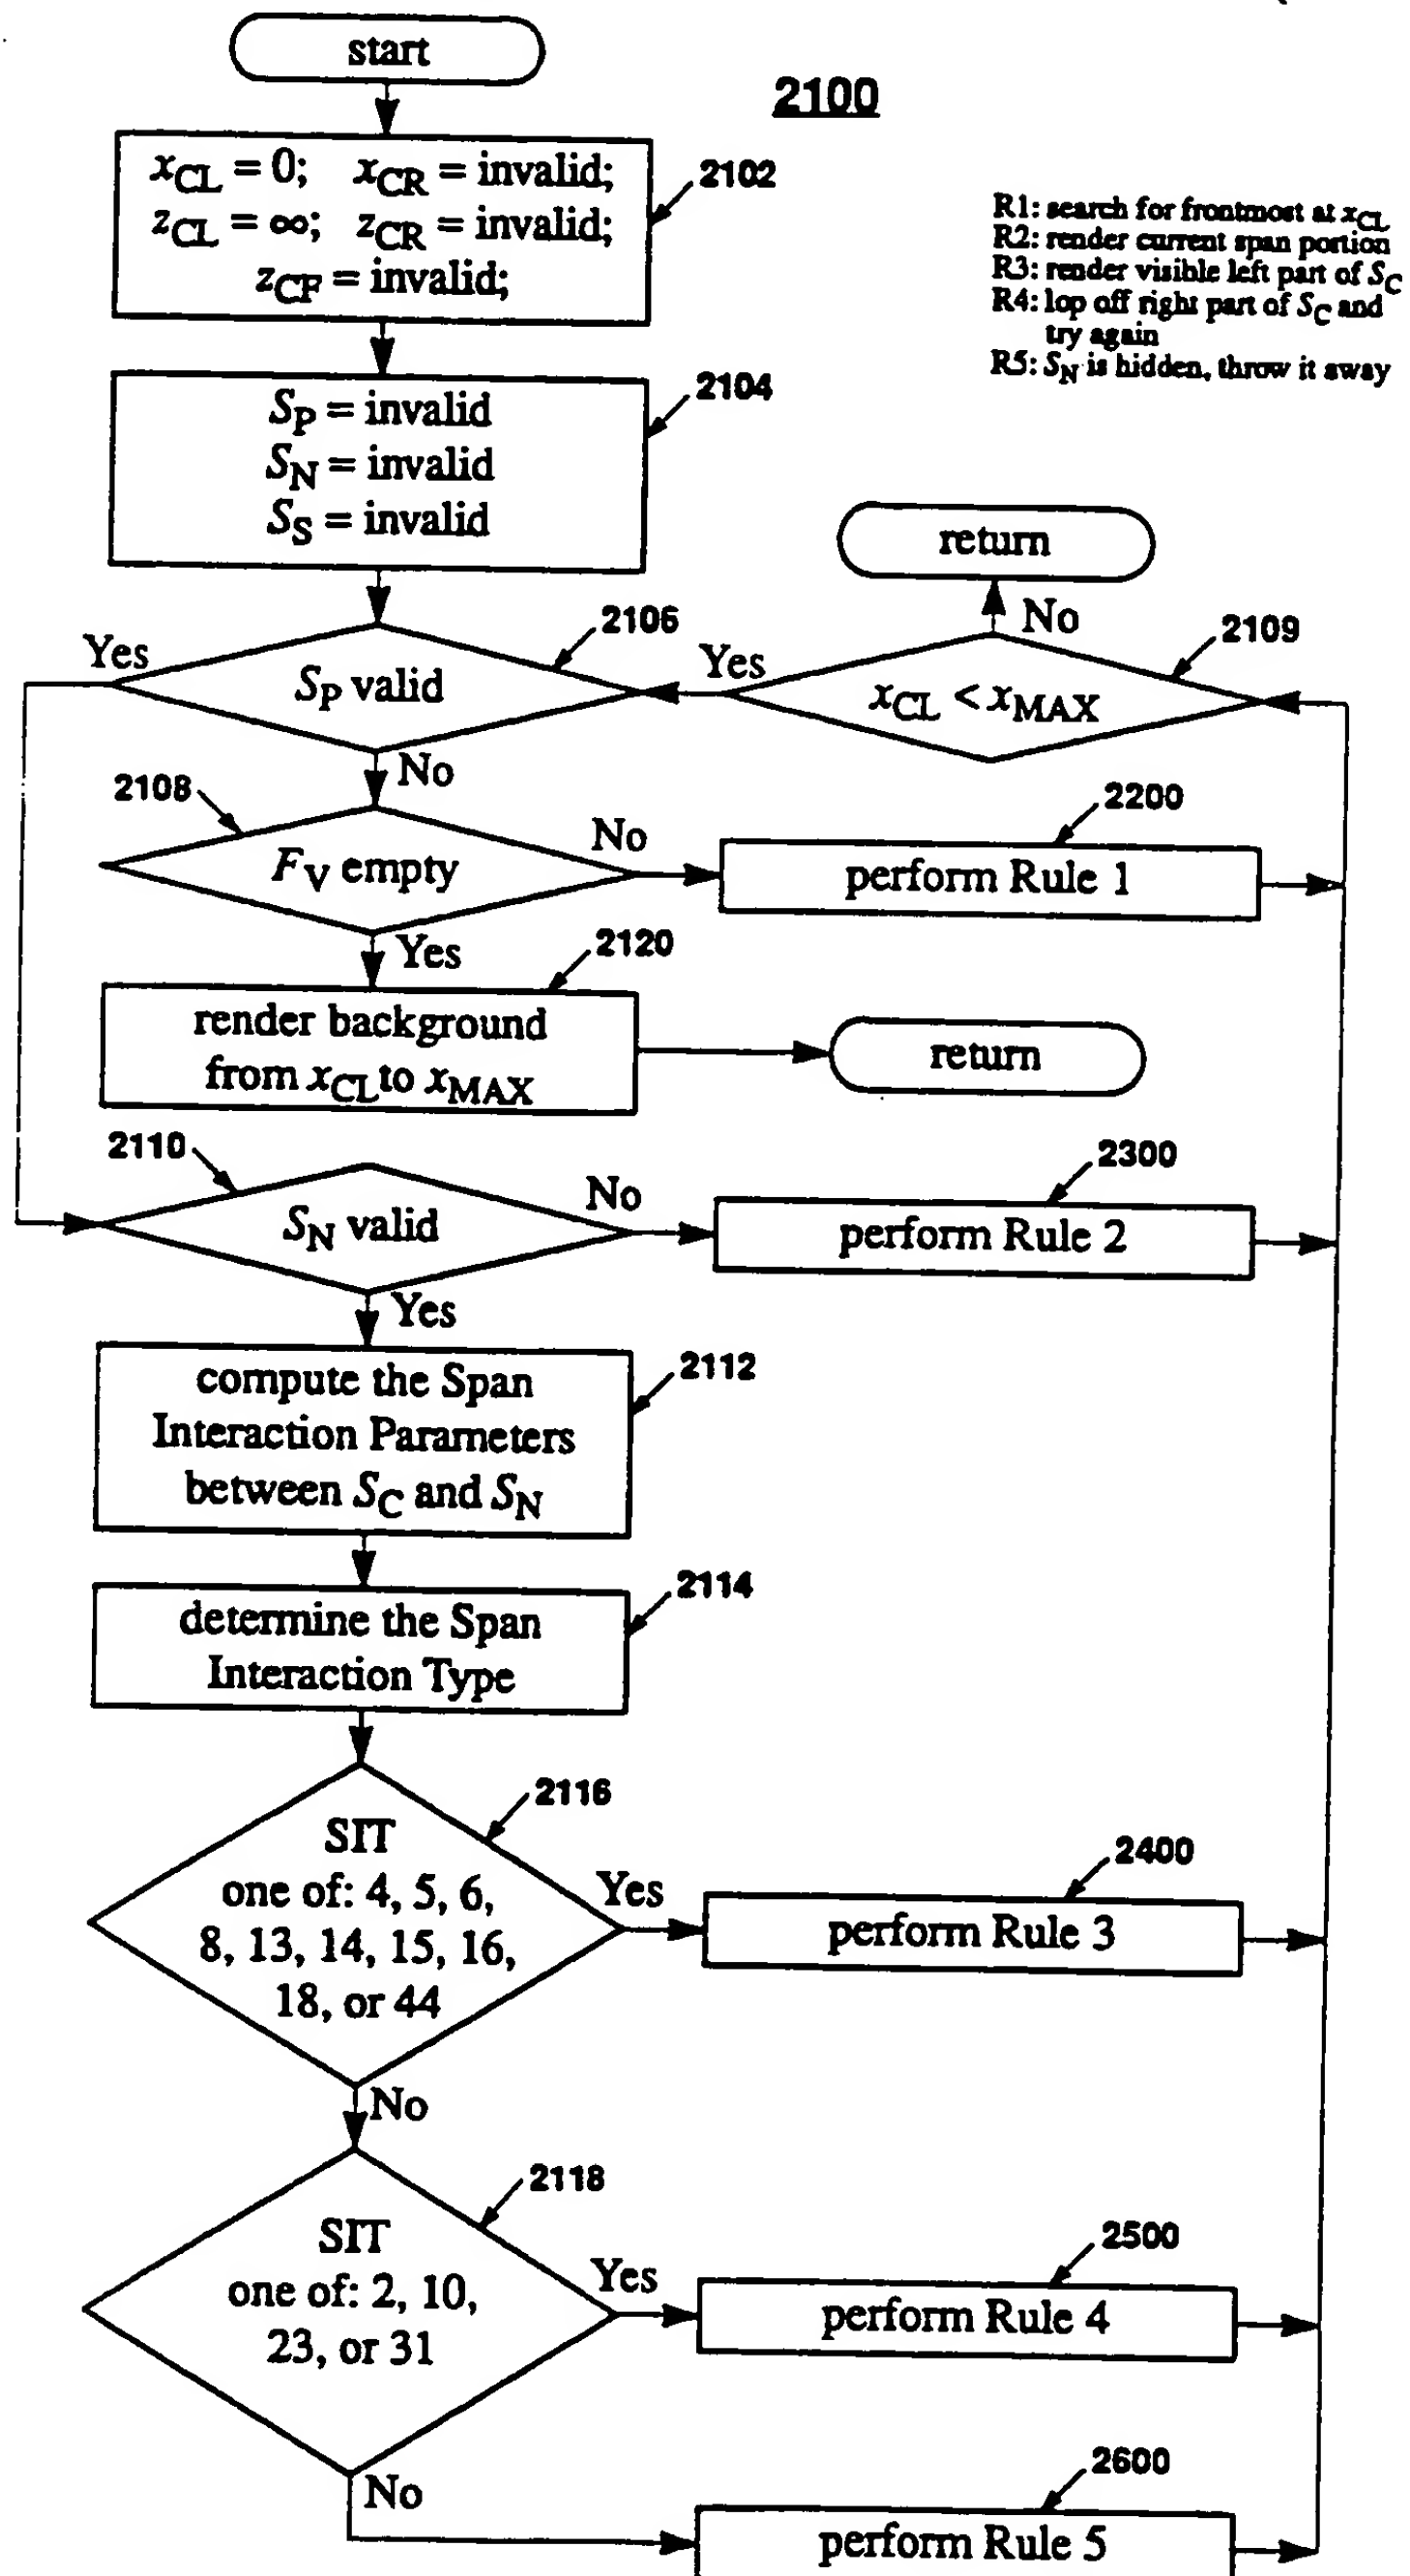 start
2100
x_CL = 0; x_CR = invalid;
z_CL = ∞; z_CR = invalid;
z_CF = invalid;
2102
R1: search for frontmost at x_CL
R2: render current span portion
R3: render visible left part of S_C
R4: lop off right part of S_C and
try again
R5: S_N is hidden, throw it away
S_P = invalid
S_N = invalid
S_S = invalid
2104
return
No
2106
2109
Yes
S_P valid
Yes
x_CL < x_MAX
No
2108
2200
F_V empty
No
perform Rule 1
Yes
2120
render background
from x_CL to x_MAX
return
2110
2300
S_N valid
No
perform Rule 2
Yes
compute the Span
Interaction Parameters
between S_C and S_N
2112
determine the Span
Interaction Type
2114
2116
SIT
one of: 4, 5, 6,
8, 13, 14, 15, 16,
18, or 44
Yes
2400
perform Rule 3
No
2118
SIT
one of: 2, 10,
23, or 31
Yes
2500
perform Rule 4
No
2600
perform Rule 5